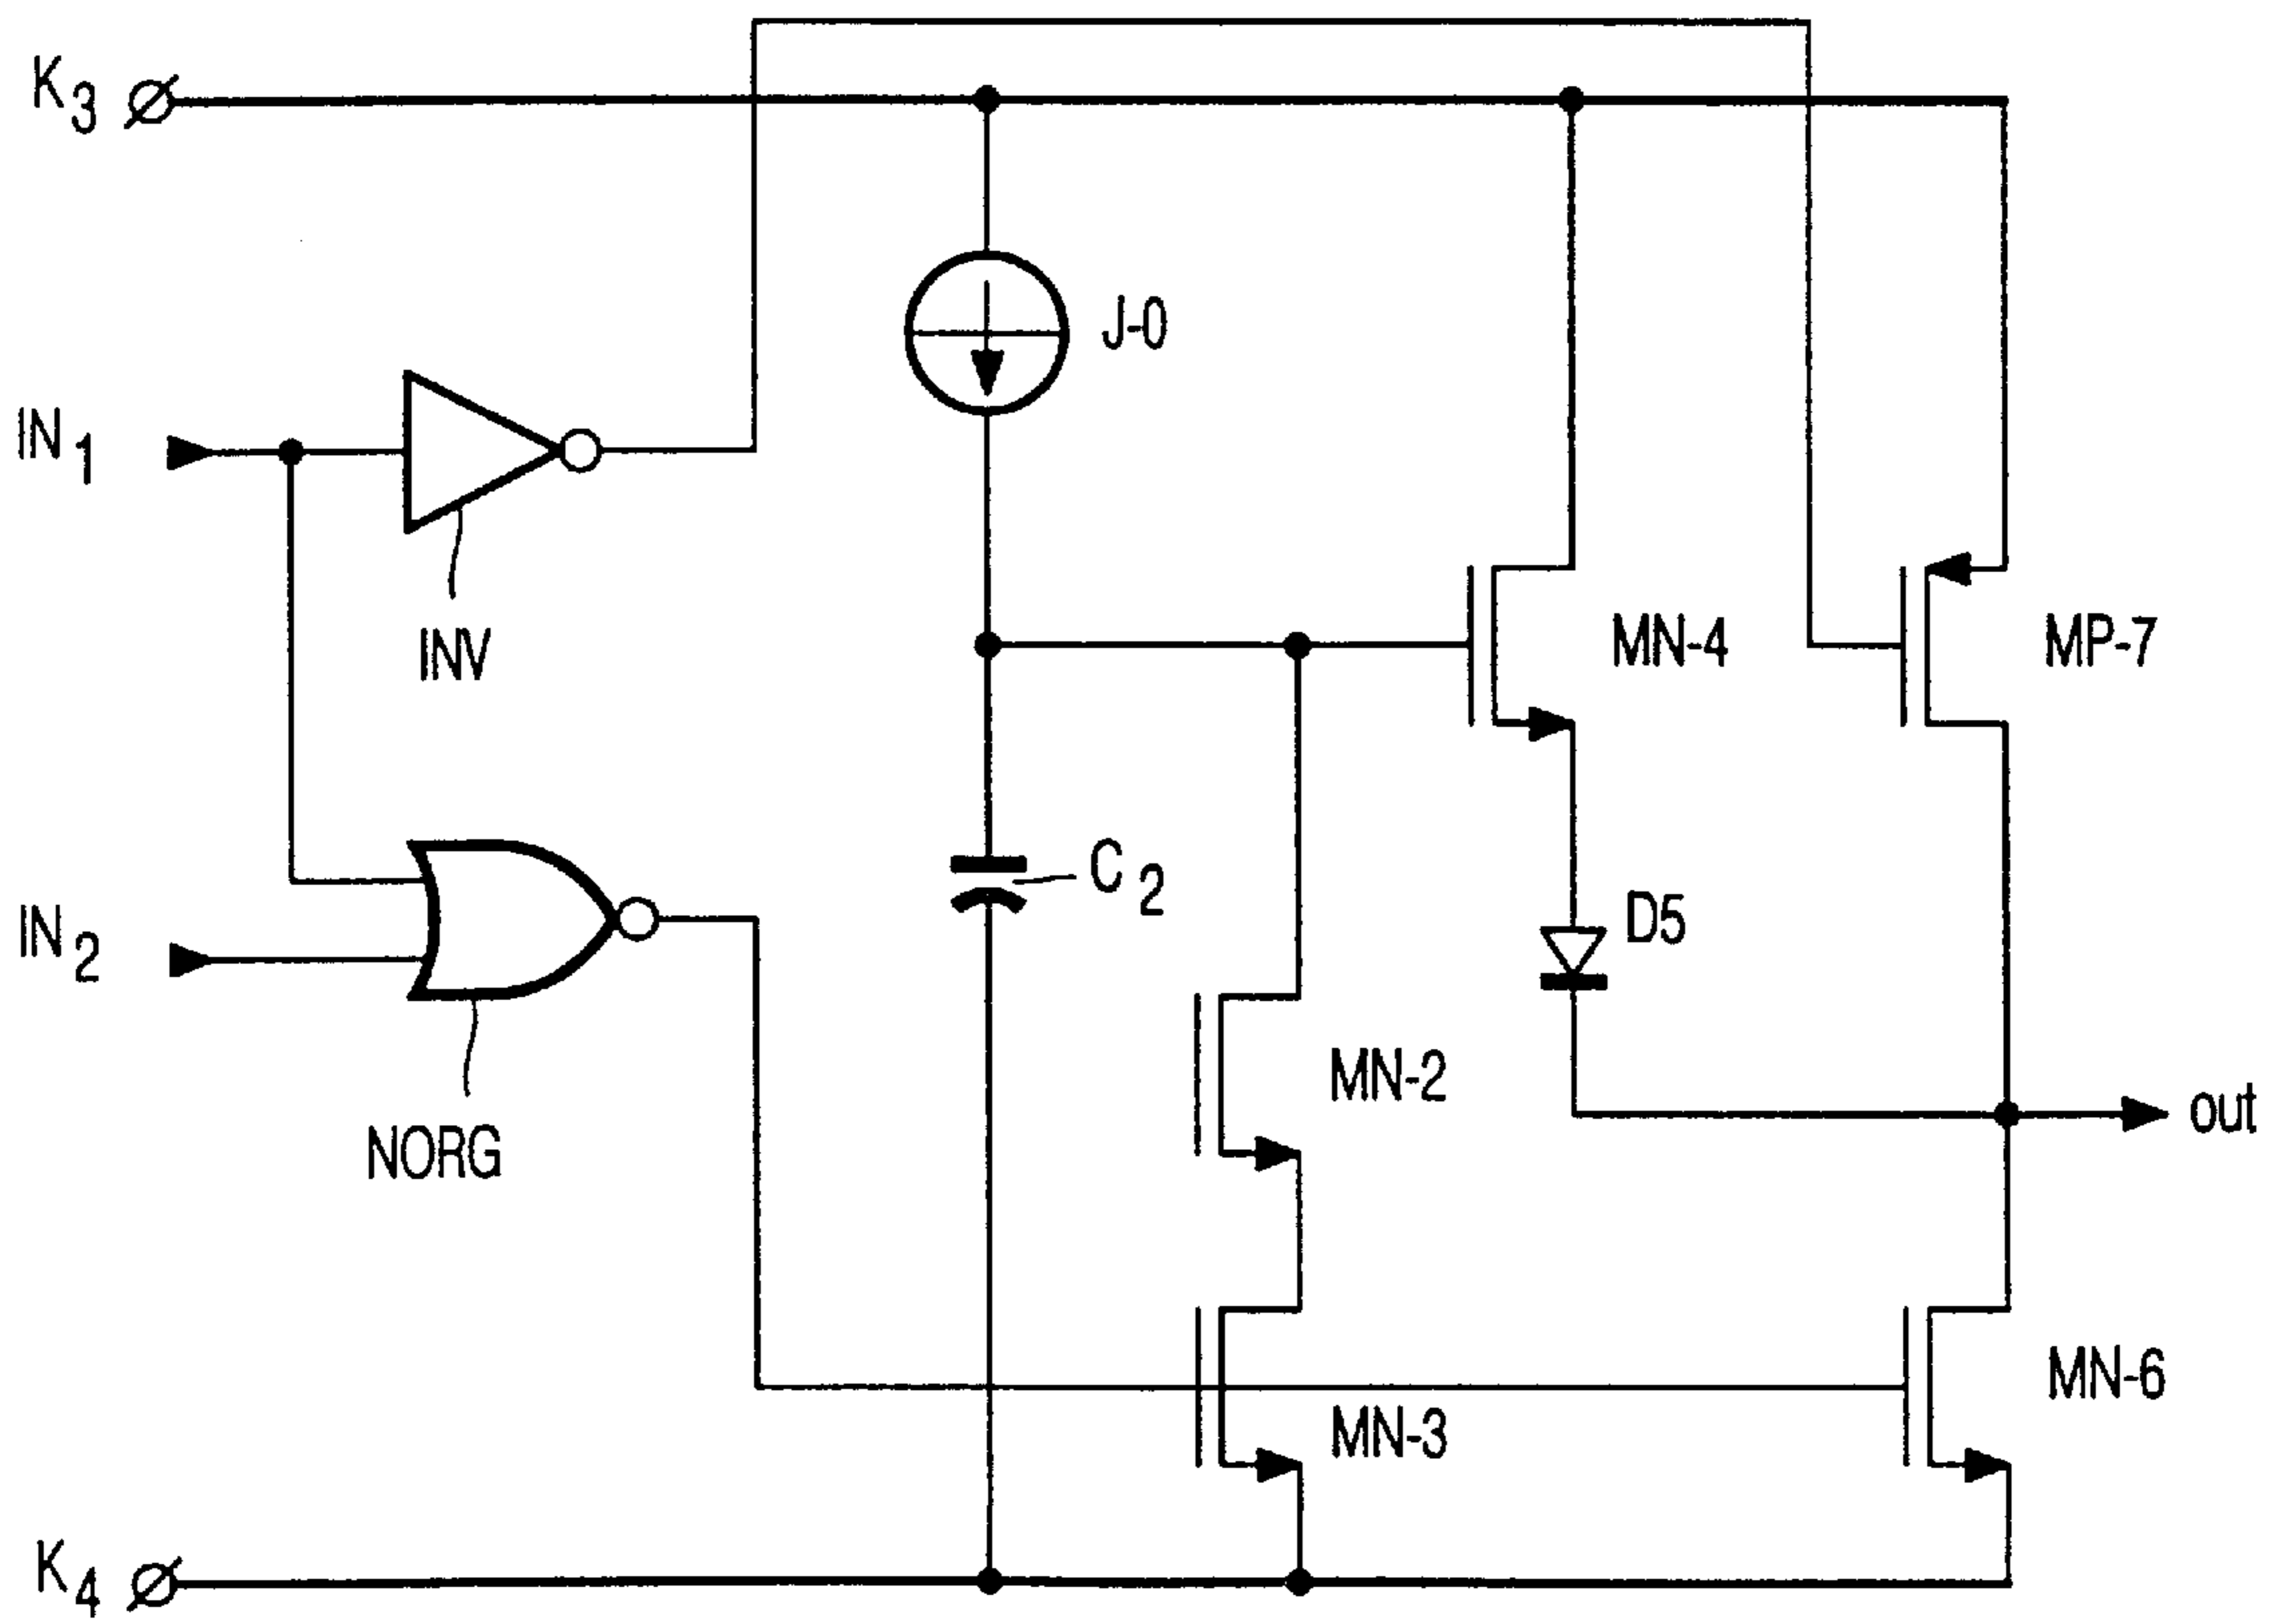 K3
J-0
IN1
INV
MN-4
MP-7
C2
D5
IN2
MN-2
out
NORG
MN-6
MN-3
K4